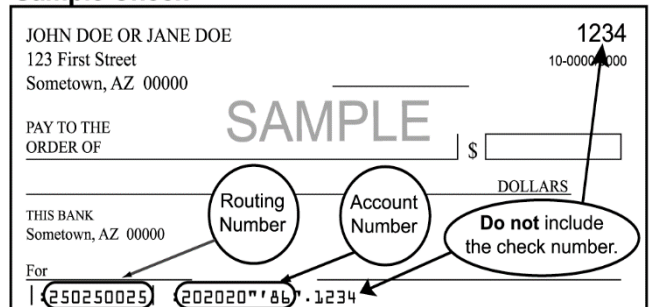 JOHN DOE OR JANE DOE 1234
123 First Street 10-0000/0000
Sometown, AZ 00000
SAMPLE
PAY TO THE
ORDER OF $
DOLLARS
Routing
Number
Account
Number
Do not include
the check number.
THIS BANK
Sometown, AZ 00000
For
250250025 202020"'86".1234